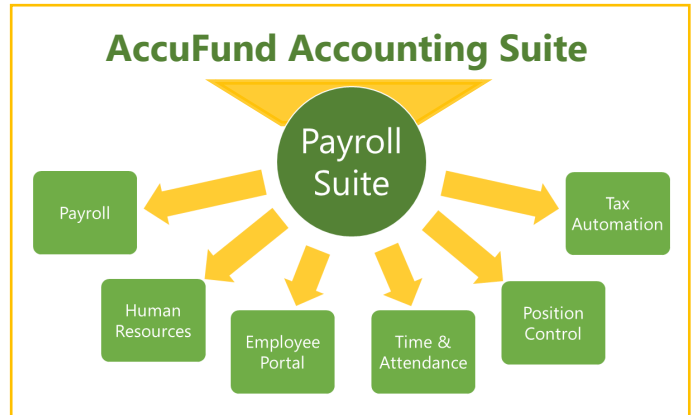 AccuFund Accounting Suite
Payroll
Suite
Payroll
Human
Resources
Employee
Portal
Time &
Attendance
Position
Control
Tax
Automation